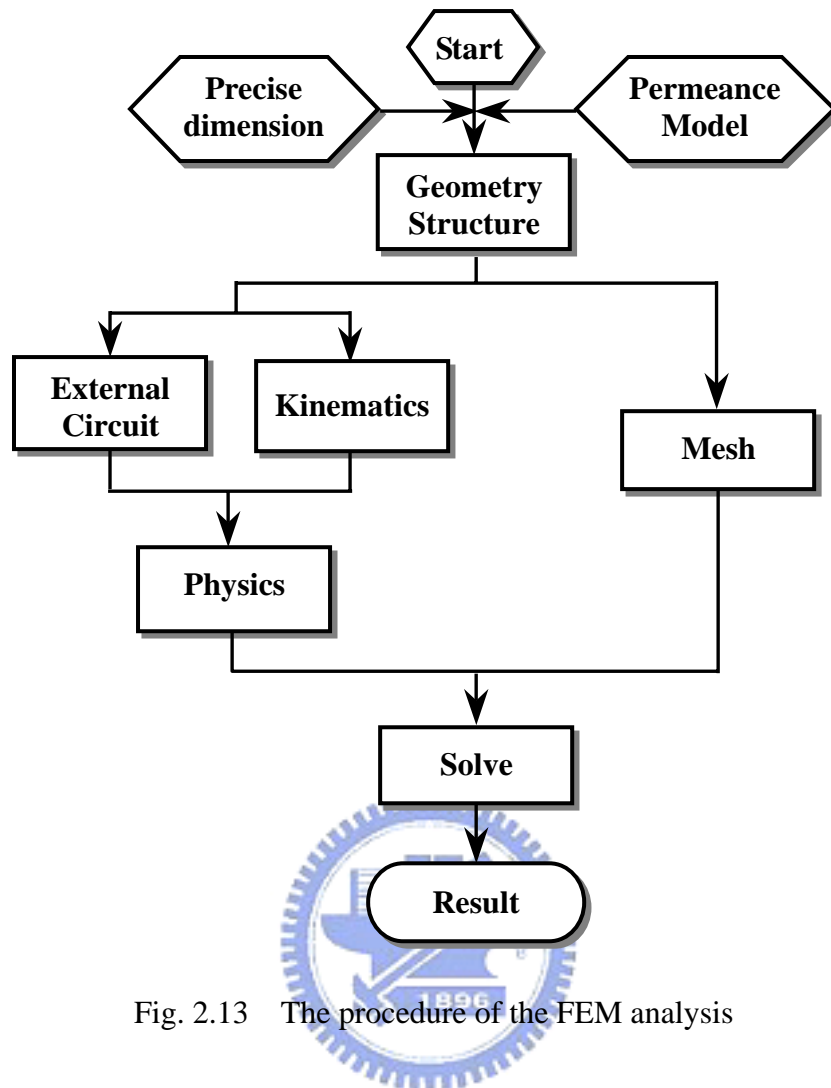 Start
Precise
dimension
Permeance
Model
Geometry
Structure
External
Circuit
Kinematics
Mesh
Physics
Solve
Result
1896
Fig. 2.13 The procedure of the FEM analysis